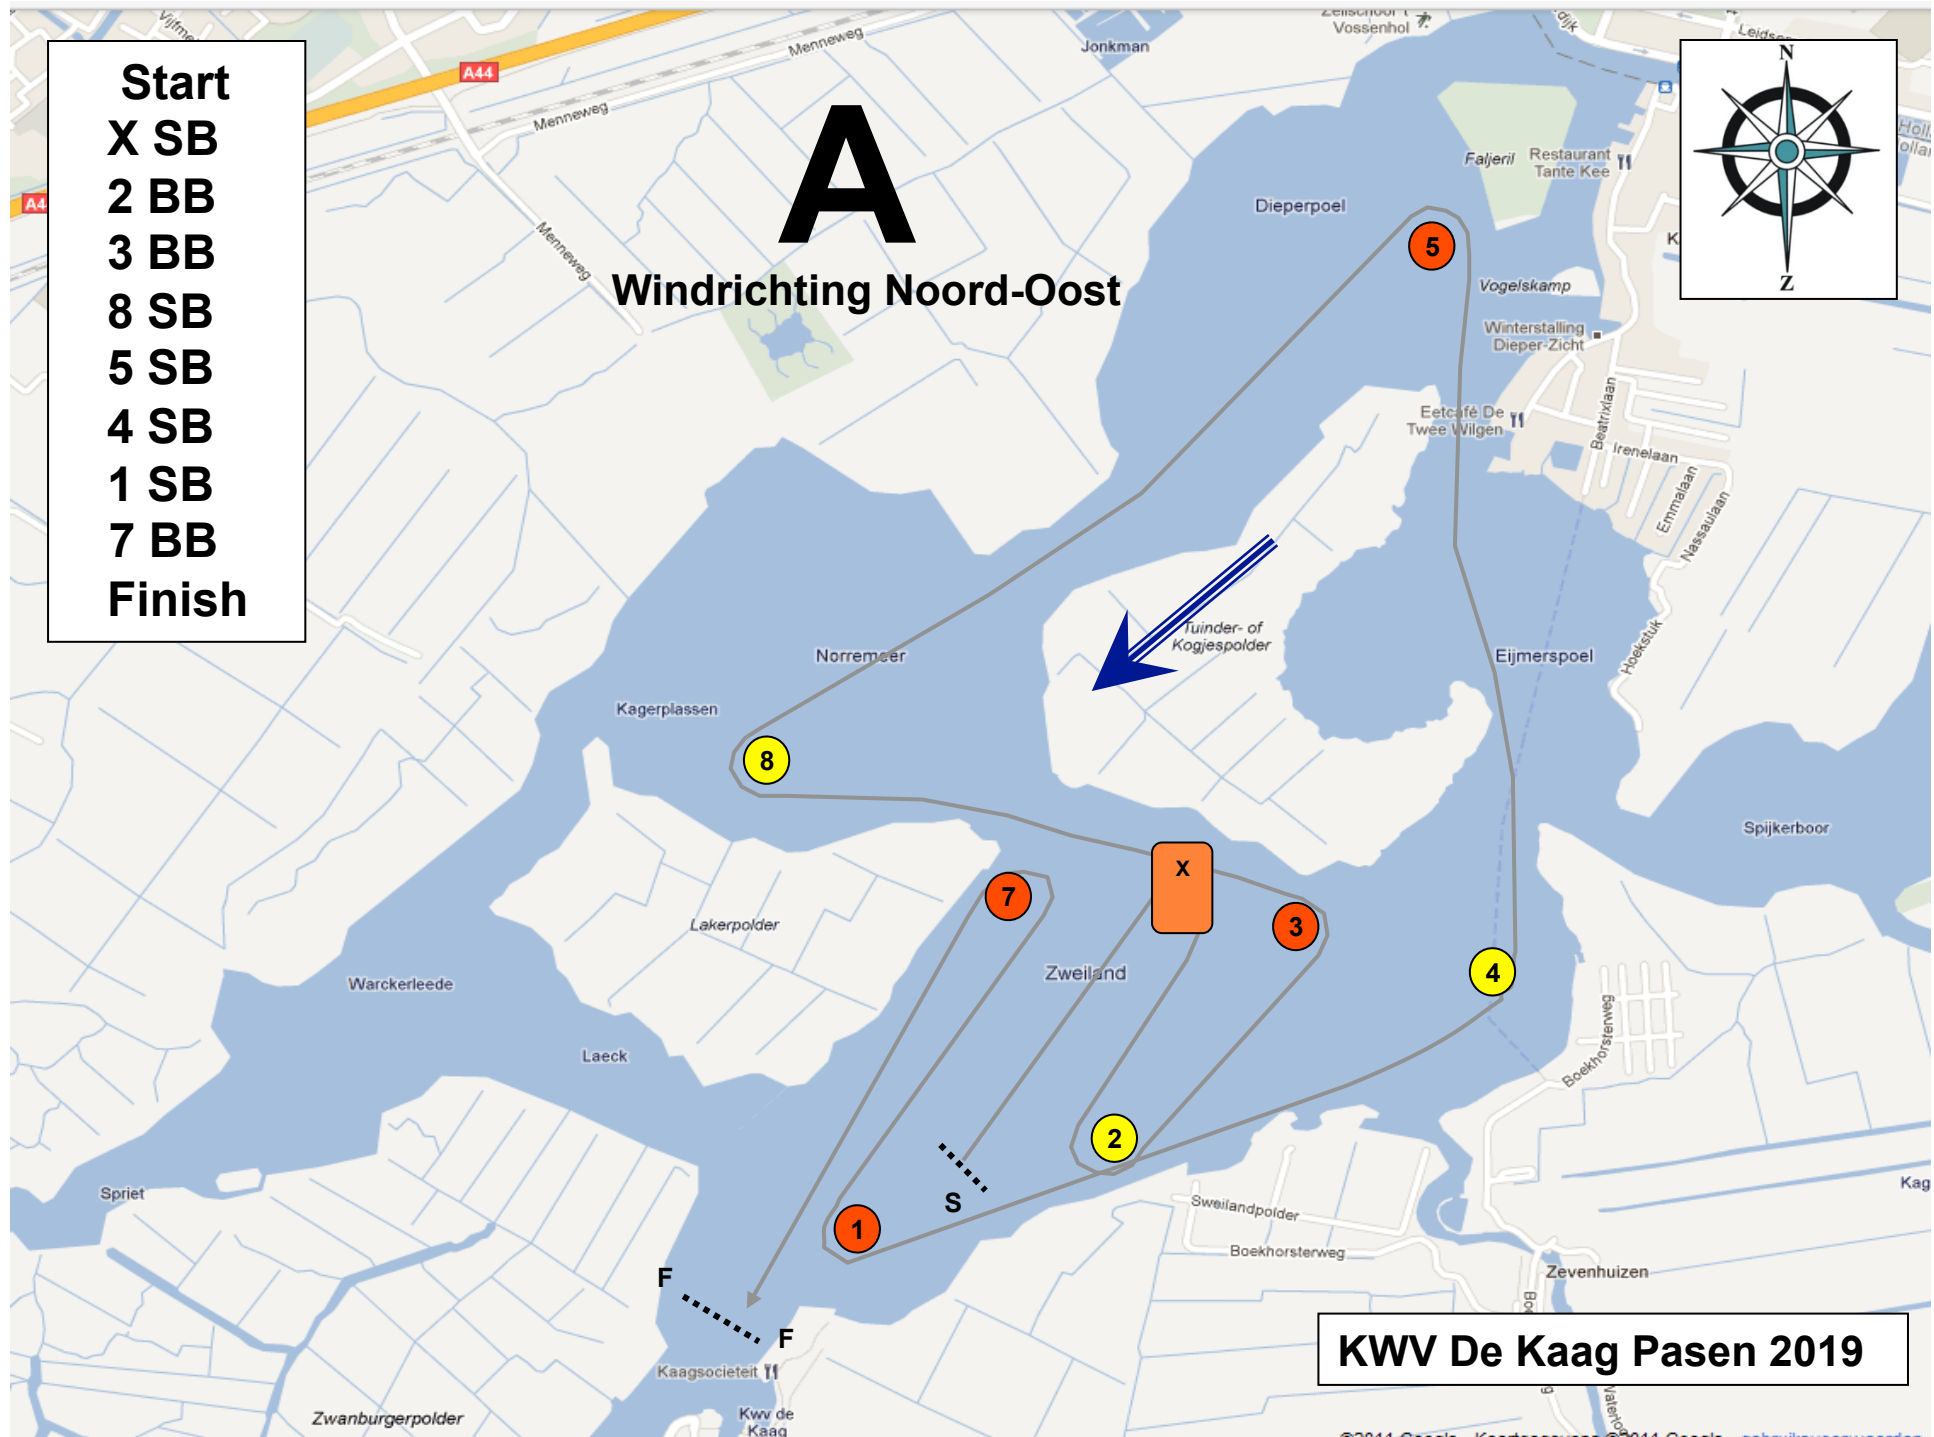 Start
X SB
2 BB
3 BB
8 SB
5 SB
4 SB
1 SB
7 BB
Finish
A
Windrichting Noord-Oost
N
Z
A44
Menneweg
Menneweg
Menneweg
Jonkman
Vossenhol
Faljeril
Restaurant
Tante Kee
Dieperpoel
5
Vogelskamp
Winterstalling
Dieper-Zicht
Eetcafé De
Twee Wilgen
Beatrixlaan
Irenelaan
Emmalaan
Nassaulaan
Hoekstuk
Tuinder- of
Kogjespolder
Eijmerspoel
Norremeer
Kagerplassen
8
Spijkerboor
X
7
3
4
Lakerpolder
Zweiland
Warckerleede
Laeck
Boekhorsterweg
2
Spriet
S
1
Sweilandpolder
Boekhorsterweg
Zevenhuizen
Kag
F
F
Kaagsocieteit
KWV De Kaag Pasen 2019
Zwanburgerpolder
Kwv de
Kaag